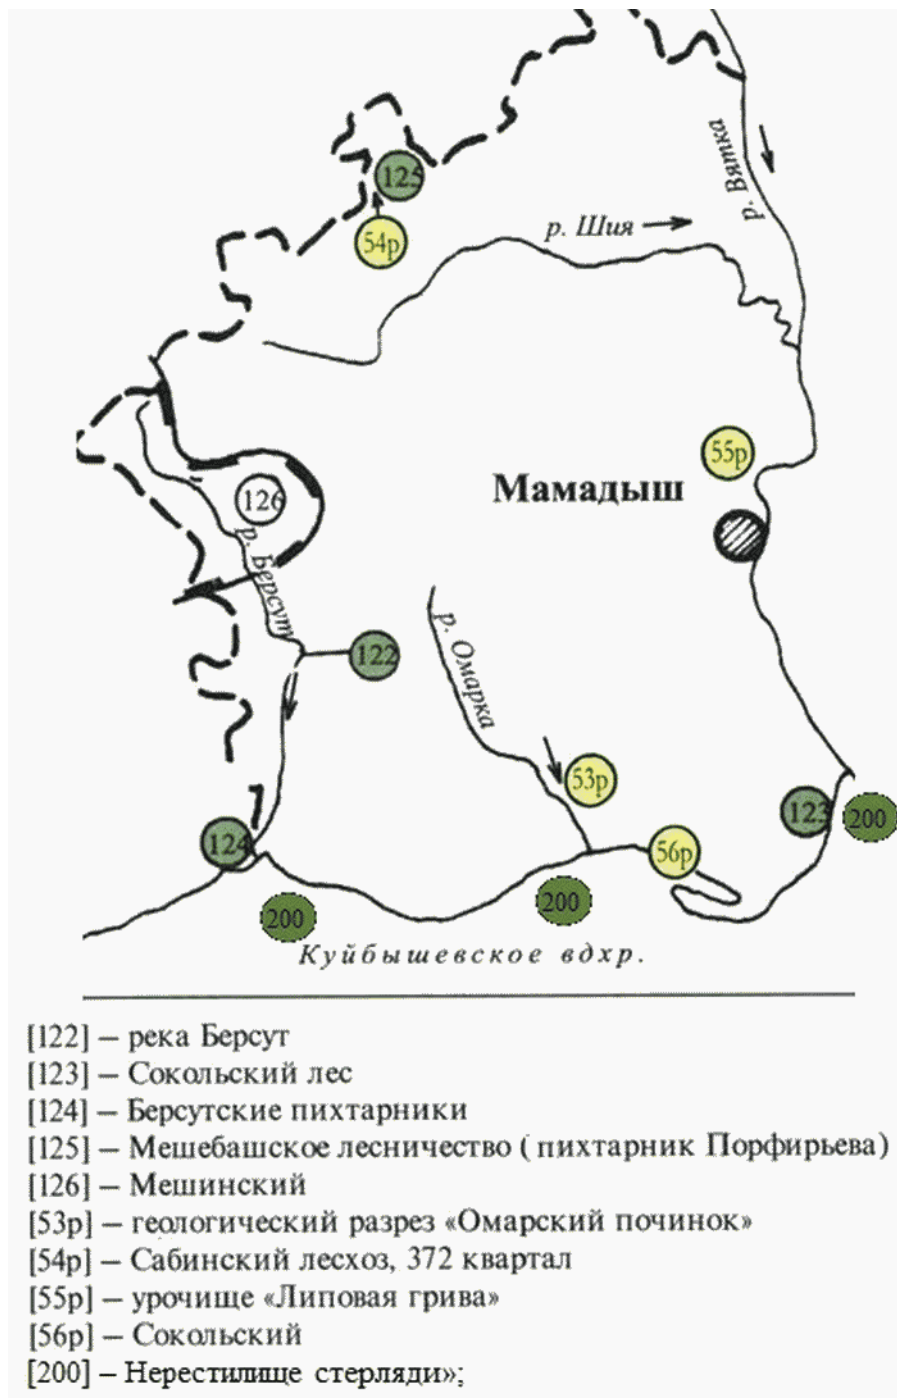 р. Вятка
125
54р
р. Шия
55р
Мамадыш
126
р. Берсут
122
р. Омарка
53р
123
200
124
56р
200
200
Куйбышевское вдхр.
[122] – река Берсут
[123] – Сокольский лес
[124] – Берсутские пихтарники
[125] – Мешебашское лесничество ( пихтарник Порфирьева)
[126] – Мешинский
[53р] – геологический разрез «Омарский починок»
[54р] – Сабинский лесхоз, 372 квартал
[55р] – урочище «Липовая грива»
[56р] – Сокольский
[200] – Нерестилище стерляди»;